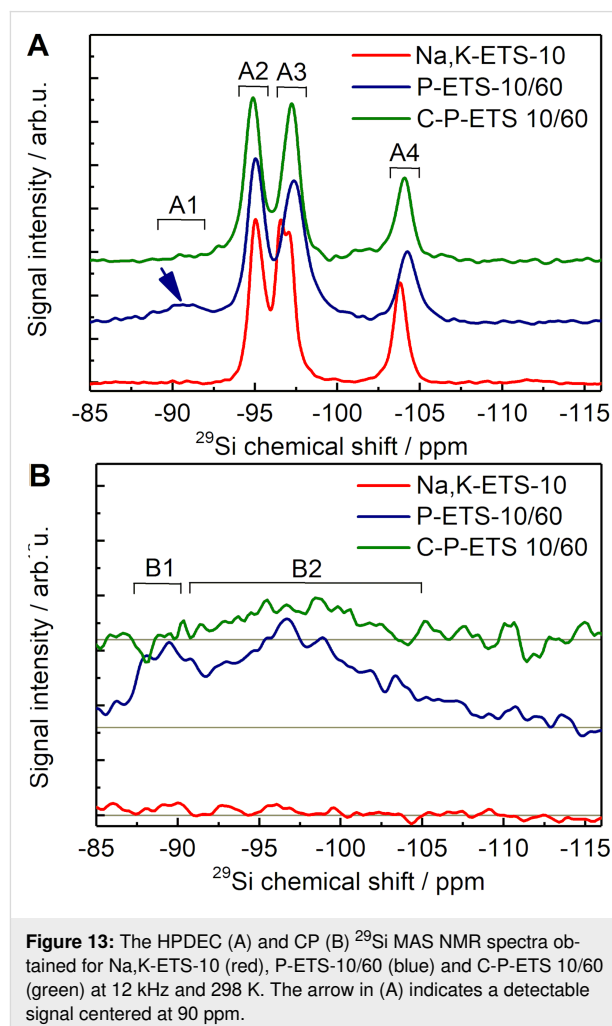 A
Na,K-ETS-10
P-ETS-10/60
C-P-ETS 10/60
A1
A2
A3
A4
Signal intensity / arb.u.
-85 -90 -95 -100 -105 -110 -115
²⁹Si chemical shift / ppm
B
Na,K-ETS-10
P-ETS-10/60
C-P-ETS 10/60
B1
B2
Signal intensity / arb. u.
-85 -90 -95 -100 -105 -110 -115
²⁹Si chemical shift / ppm
Figure 13: The HPDEC (A) and CP (B) ²⁹Si MAS NMR spectra ob-
tained for Na,K-ETS-10 (red), P-ETS-10/60 (blue) and C-P-ETS 10/60
(green) at 12 kHz and 298 K. The arrow in (A) indicates a detectable
signal centered at 90 ppm.